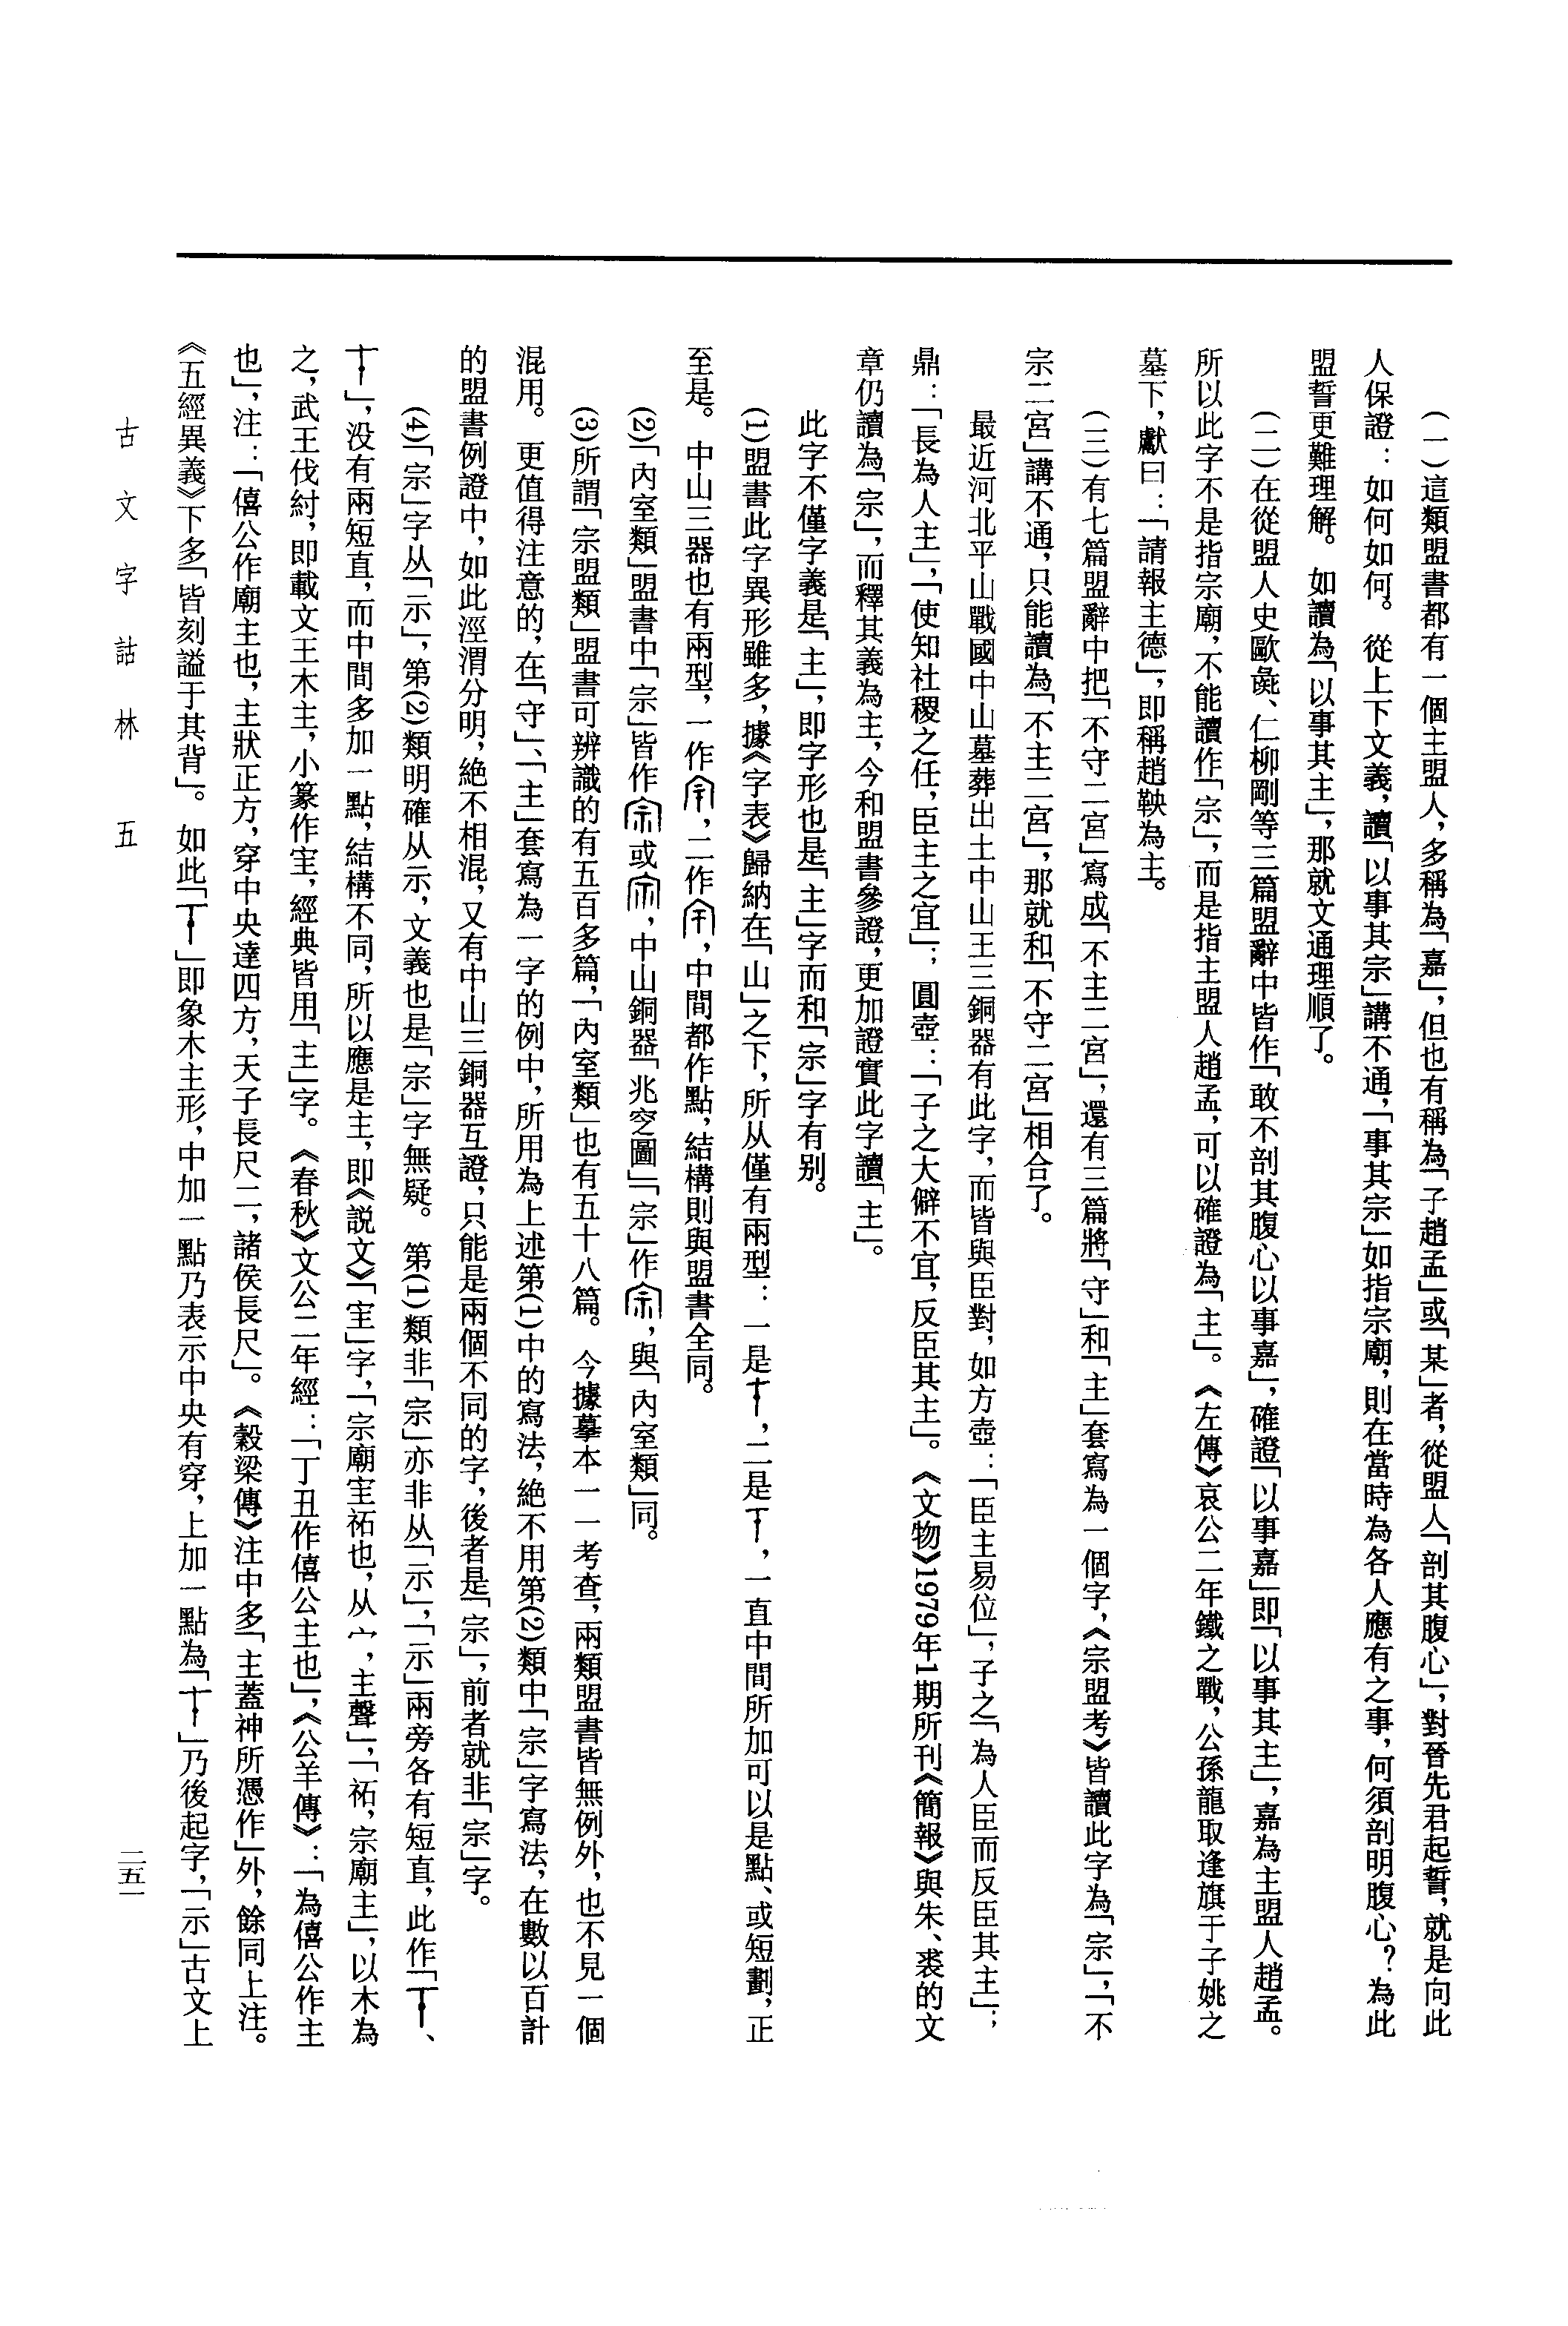 （一）這類盟書都有一個主盟人，多稱為「嘉」，但也有稱為「子趙孟」或「某」者，從盟人「剖其腹心」，對晉先君起誓，就是向此
人保證：如何如何。從上下文義，讀「以事其宗」講不通，「事其宗」如指宗廟，則在當時為各人應有之事，何須剖明腹心？為此
盟誓更難理解。如讀為「以事其主」，那就文通理順了。
（二）在從盟人史歐彘、仁柳剛等三篇盟辭中皆作「敢不剖其腹心以事嘉」，確證「以事嘉」即「以事其主」，嘉為主盟人趙孟。
所以此字不是指宗廟，不能讀作「宗」，而是指主盟人趙孟，可以確證為「主」。《左傳》哀公二年鐵之戰，公孫龍取逢旗于子姚之
墓下，獻曰：「請報主德」，即稱趙鞅為主。
（三）有七篇盟辭中把「不守二宮」寫成「不主二宮」，還有三篇將「守」和「主」套寫為一個字，《宗盟考》皆讀此字為「宗」，「不
宗二宮」講不通，只能讀為「不主二宮」，那就和「不守二宮」相合了。
最近河北平山戰國中山墓葬出土中山王三銅器有此字，而皆與臣對，如方壺：「臣主易位」，子之「為人臣而反臣其主」；
鼎：「長為人主」，「使知社稷之任，臣主之宜」；圓壺：「子之大僻不宜，反臣其主」。《文物》1979年1期所刊《簡報》與朱、裘的文
章仍讀為「宗」，而釋其義為主，今和盟書參證，更加證實此字讀「主」。
此字不僅字義是「主」，即字形也是「主」字而和「宗」字有别。
(1)盟書此字異形雖多，據《字表》歸納在「山」之下，所从僅有兩型：一是，二是，一直中間所加可以是點、或短劃，正
至是。中山三器也有兩型，一作，二作，中間都作點，結構則與盟書全同。
(2)「內室類」盟書中「宗」皆作或，中山銅器「兆窆圖」「宗」作，與「內室類」同。
(3)所謂「宗盟類」盟書可辨識的有五百多篇，「內室類」也有五十八篇。今據摹本一一考查，兩類盟書皆無例外，也不見一個
混用。更值得注意的，在「守」、「主」套寫為一字的例中，所用為上述第(1)中的寫法，絶不用第(2)類中「宗」字寫法，在數以百計
的盟書例證中，如此涇渭分明，絶不相混，又有中山三銅器互證，只能是兩個不同的字，後者是「宗」，前者就非「宗」字。
(4)「宗」字从「示」，第(2)類明確从示，文義也是「宗」字無疑。第(1)類非「宗」亦非从「示」，「示」兩旁各有短直，此作「、
」，没有兩短直，而中間多加一點，結構不同，所以應是主，即《説文》「宔」字，「宗廟宔祏也，从宀，主聲」，「祏，宗廟主」，以木為
之，武王伐紂，即載文王木主，小篆作宔，經典皆用「主」字。《春秋》文公二年經：「丁丑作僖公主也」，《公羊傳》：「為僖公作主
也」，注：「僖公作廟主也，主狀正方，穿中央達四方，天子長尺二，諸侯長尺」。《穀梁傳》注中多「主蓋神所憑作」外，餘同上注。
《五經異義》下多「皆刻謚于其背」。如此「」即象木主形，中加一點乃表示中央有穿，上加一點為「」乃後起字，「示」古文上
古文字詁林 五
二五一